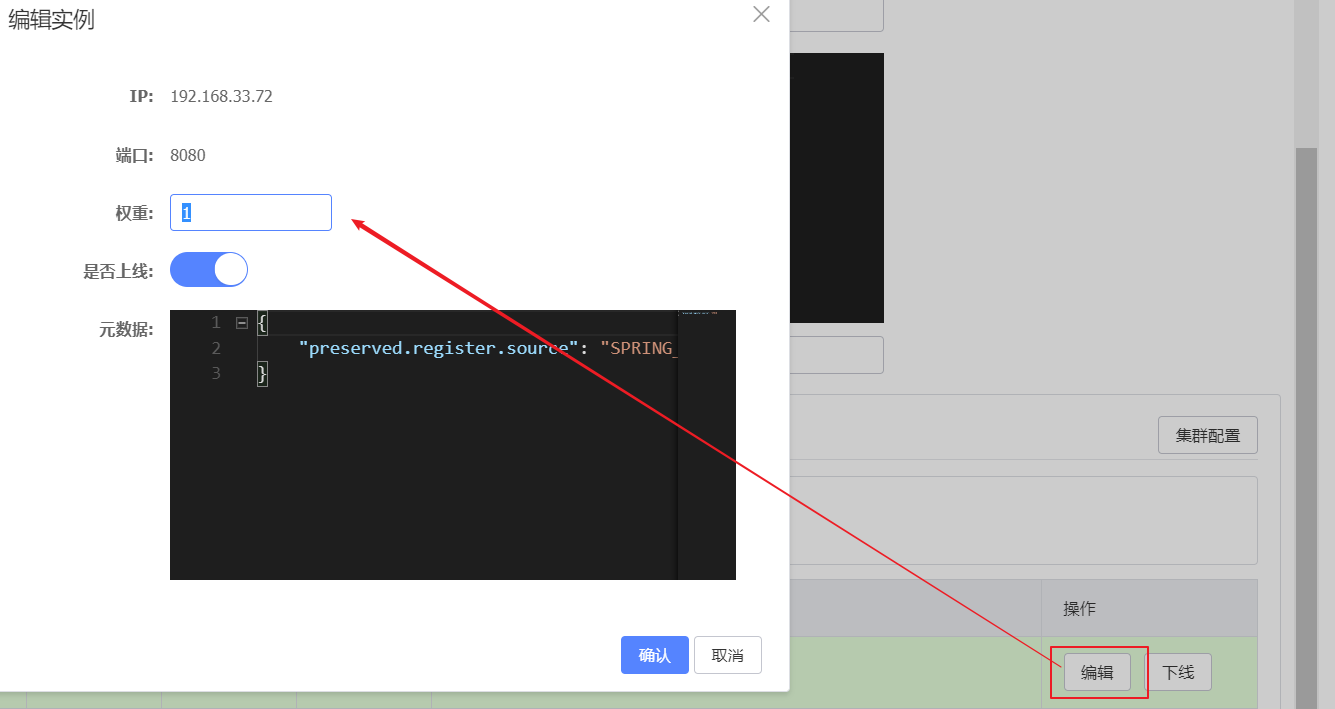 编辑实例
IP: 192.168.33.72
端口: 8080
权重: 1
是否上线:
元数据:
1 {
2 "preserved.register.source": "SPRING_
3 }
集群配置
操作
确认 取消
编辑 下线